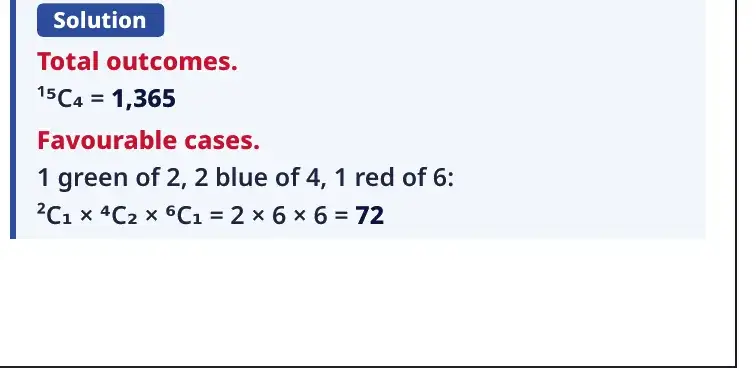 Solution
Total outcomes.
¹⁵C₄ = 1,365
Favourable cases.
1 green of 2, 2 blue of 4, 1 red of 6:
²C₁ × ⁴C₂ × ⁶C₁ = 2 × 6 × 6 = 72